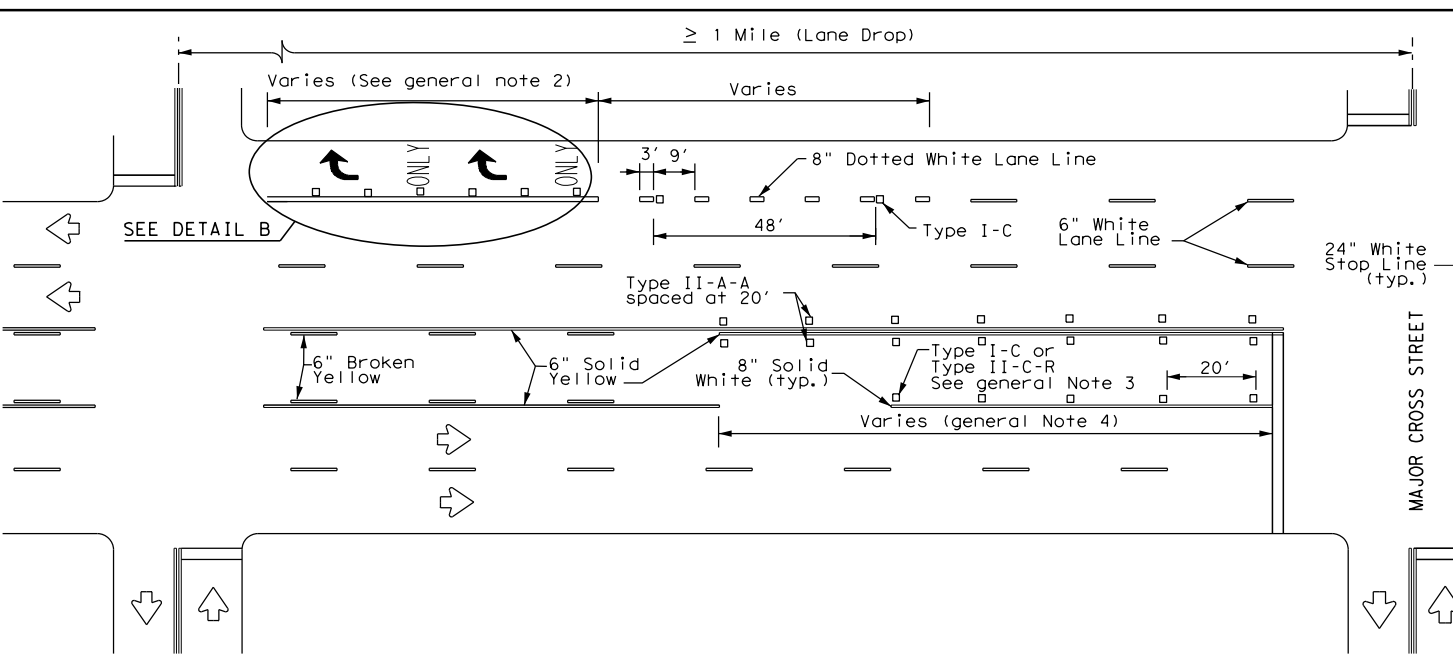 ≥ 1 Mile (Lane Drop)
Varies (See general note 2)
Varies
ONLY
ONLY
3' 9'
8" Dotted White Lane Line
SEE DETAIL B
48'
Type I-C
6" White
Lane Line
24" White
Stop Line
(typ.)
Type II-A-A
spaced at 20'
6" Broken
Yellow
6" Solid
Yellow
8" Solid
White (typ.)
Type I-C or
Type II-C-R
See general Note 3
20'
Varies (general Note 4)
MAJOR CROSS STREET